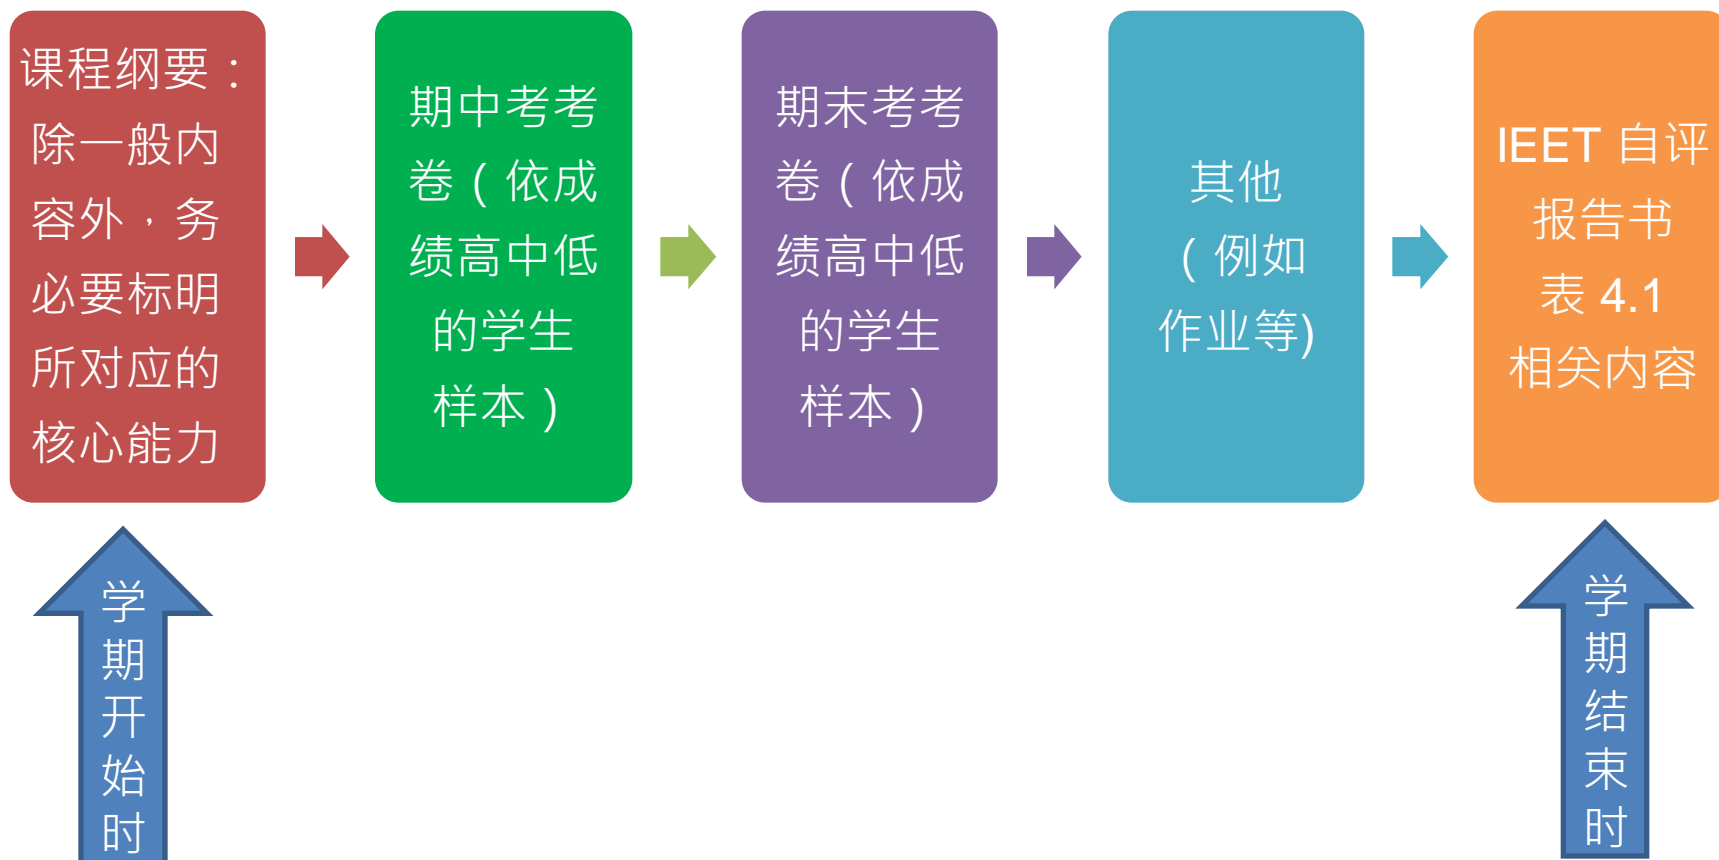 课程纲要：
除一般内
容外，务
必要标明
所对应的
核心能力
期中考考
卷（依成
绩高中低
的学生
样本）
期末考考
卷（依成
绩高中低
的学生
样本）
其他
（例如
作业等)
IEET 自评
报告书
表 4.1
相关内容
学
期
开
始
时
学
期
结
束
时